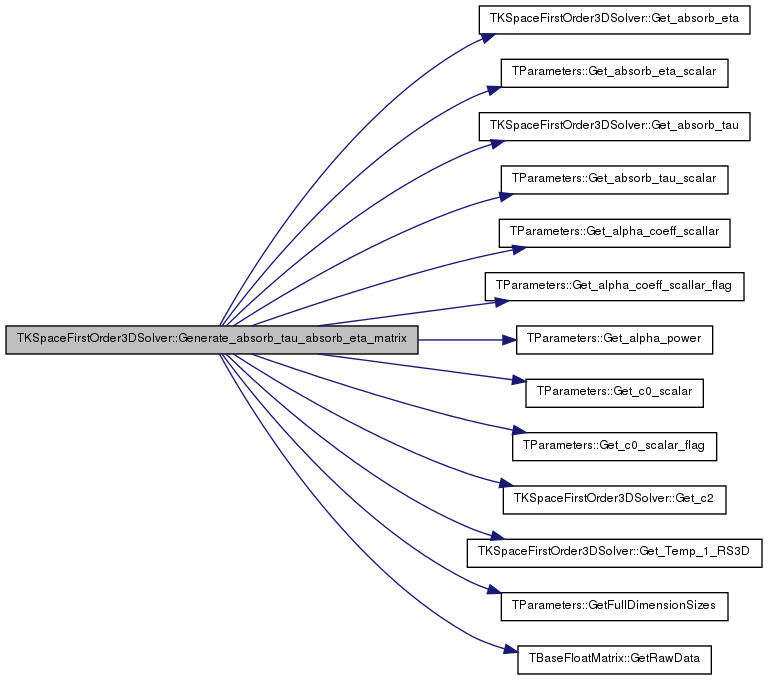 TKSpaceFirstOrder3DSolver::Get_absorb_eta
TParameters::Get_absorb_eta_scalar
TKSpaceFirstOrder3DSolver::Get_absorb_tau
TParameters::Get_absorb_tau_scalar
TParameters::Get_alpha_coeff_scallar
TParameters::Get_alpha_coeff_scallar_flag
TKSpaceFirstOrder3DSolver::Generate_absorb_tau_absorb_eta_matrix
TParameters::Get_alpha_power
TParameters::Get_c0_scalar
TParameters::Get_c0_scalar_flag
TKSpaceFirstOrder3DSolver::Get_c2
TKSpaceFirstOrder3DSolver::Get_Temp_1_RS3D
TParameters::GetFullDimensionSizes
TBaseFloatMatrix::GetRawData